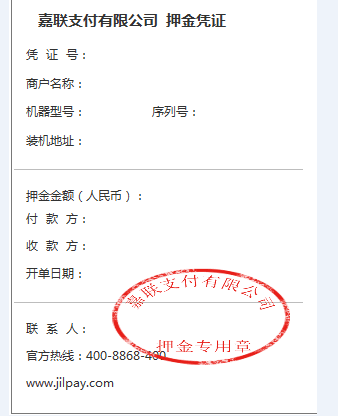 嘉联支付有限公司 押金凭证
凭 证 号：
商户名称：
机器型号： 序列号：
装机地址：
押金金额（人民币）：
付 款 方：
收 款 方：
开单日期：
嘉联支付有限公司
联 系 人：
官方热线：400-8868-400
押金专用章
www.jilpay.com